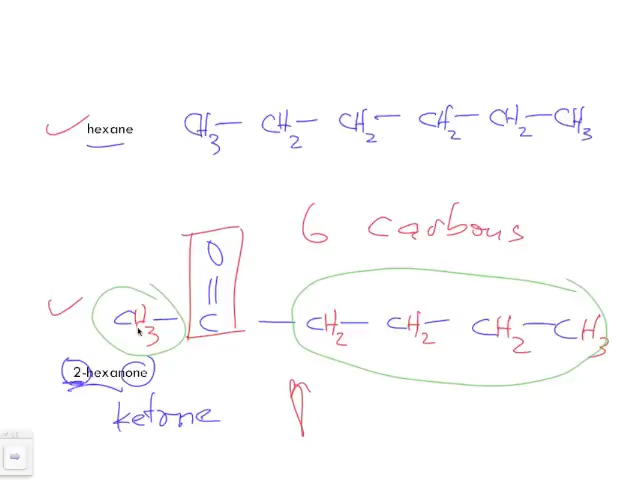 hexane CH3 — CH2 — CH2 — CH2 — CH2 — CH3
6 carbons
O
||
CH3 — C — CH2 — CH2 — CH2 — CH3
2-hexanone
ketone